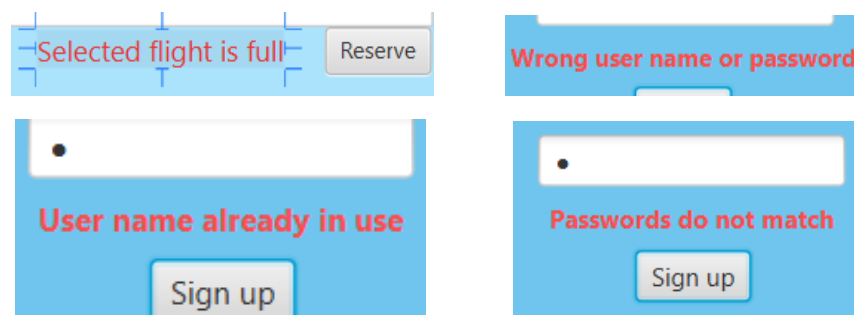 Selected flight is full
Reserve
Wrong user name or password
User name already in use
Sign up
Passwords do not match
Sign up